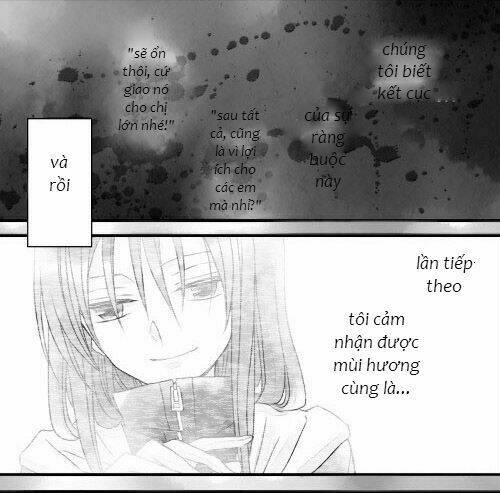 chúng
tôi biết
kết cục ...
của sự
ràng
buộc
này
"sau tất
cả, cũng
là vì lợi
ích cho
các em
mà nhỉ?"
"sẽ ổn
thôi, cứ
giao nó
cho chị
lớn nhé!"
và
rồi
lần tiếp
theo
tôi cảm
nhận được
mùi hương
cùng là...